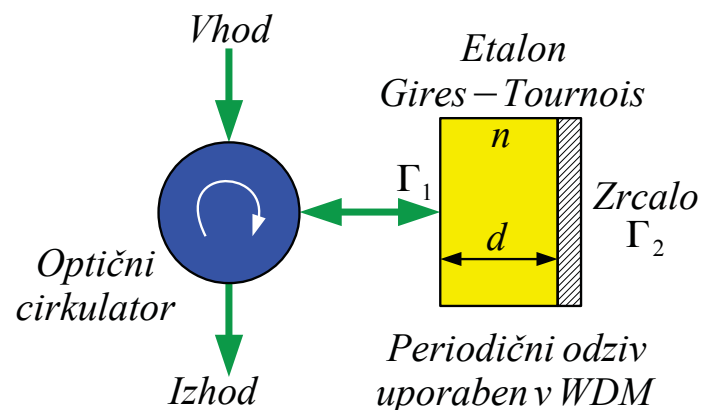 Vhod
Etalon
Gires – Tournois
n
Γ1
d
Zrcalo
Γ2
Optični
cirkulator
Izhod
Periodični odziv
uporaben v WDM